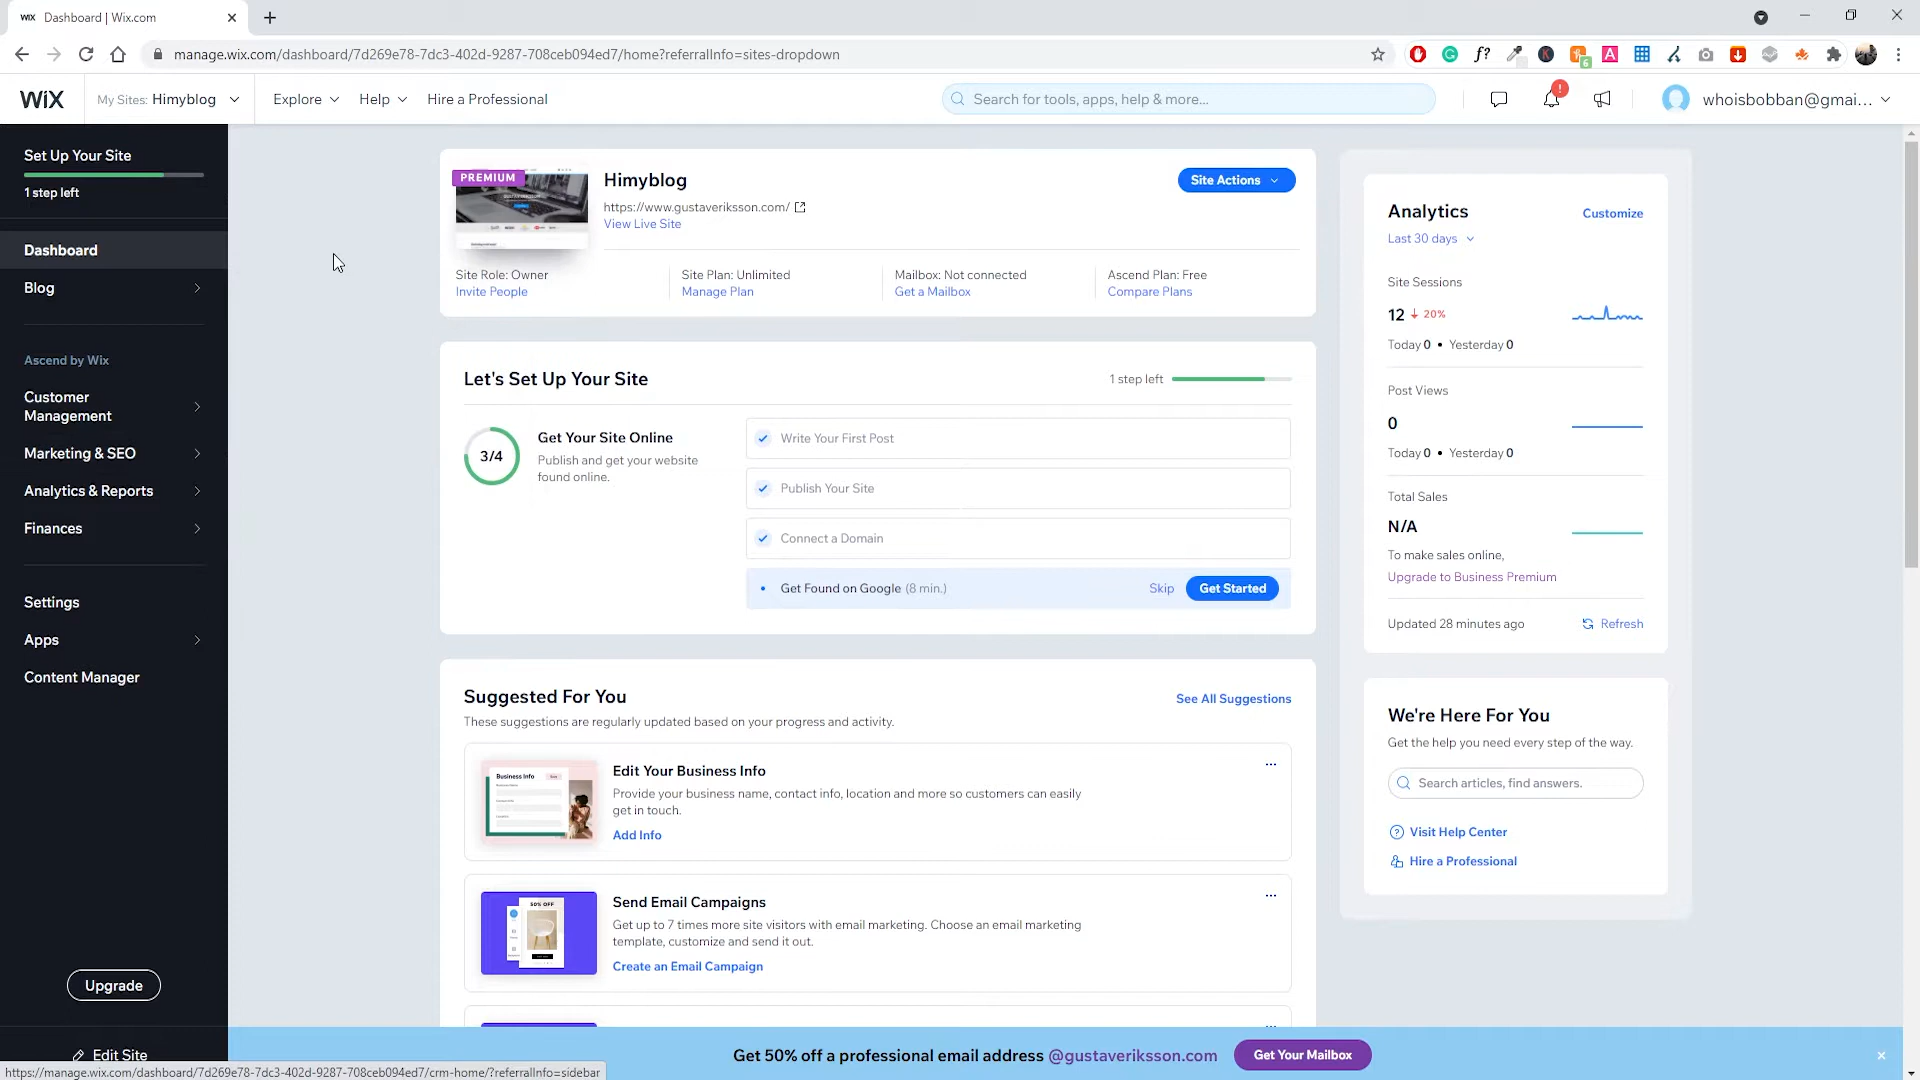 WiX Dashboard | Wix.com
manage.wix.com/dashboard/7d269e78-7dc3-402d-9287-708ceb094ed7/home?referralInfo=sites-dropdown
f?
6
WiX
My Sites: Himyblog
Explore
Help
Hire a Professional
Search for tools, apps, help & more...
!
whoisbobban@gmai...
Set Up Your Site
1 step left
Dashboard
Blog
Ascend by Wix
Customer
Management
Marketing & SEO
Analytics & Reports
Finances
Settings
Apps
Content Manager
Upgrade
Edit Site
PREMIUM
Himyblog
https://www.gustaveriksson.com/
View Live Site
Site Actions
Site Role: Owner
Invite People
Site Plan: Unlimited
Manage Plan
Mailbox: Not connected
Get a Mailbox
Ascend Plan: Free
Compare Plans
Let's Set Up Your Site
1 step left
3/4
Get Your Site Online
Publish and get your website
found online.
Write Your First Post
Publish Your Site
Connect a Domain
Get Found on Google (8 min.)
Skip
Get Started
Suggested For You
See All Suggestions
These suggestions are regularly updated based on your progress and activity.
Business Info
Edit Your Business Info
Provide your business name, contact info, location and more so customers can easily
get in touch.
Add Info
50% OFF
Send Email Campaigns
Get up to 7 times more site visitors with email marketing. Choose an email marketing
template, customize and send it out.
Create an Email Campaign
Analytics
Customize
Last 30 days
Site Sessions
12 20%
Today 0 • Yesterday 0
Post Views
0
Today 0 • Yesterday 0
Total Sales
N/A
To make sales online,
Upgrade to Business Premium
Updated 28 minutes ago
Refresh
We're Here For You
Get the help you need every step of the way.
Search articles, find answers.
Visit Help Center
Hire a Professional
Get 50% off a professional email address @gustaveriksson.com
Get Your Mailbox
https://manage.wix.com/dashboard/7d269e78-7dc3-402d-9287-708ceb094ed7/crm-home/?referralInfo=sidebar